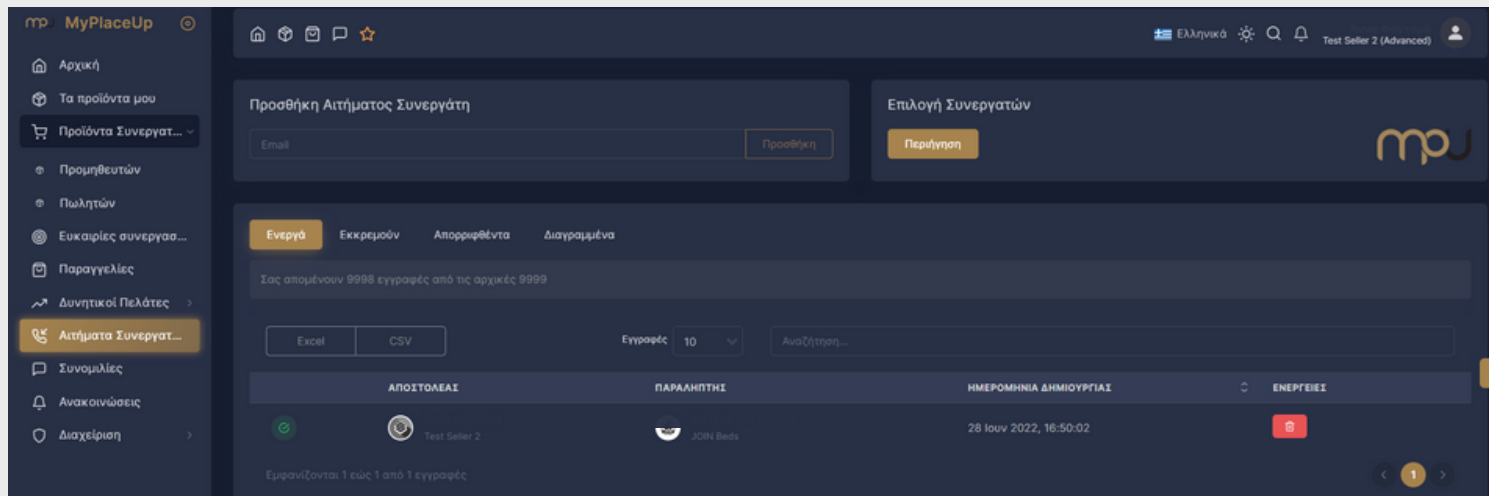 mp MyPlaceUp
Αρχική
Τα προϊόντα μου
Προϊόντα Συνεργατ...
Προμηθευτών
Πωλητών
Ευκαιρίες συνεργασ...
Παραγγελίες
Δυνητικοί Πελάτες
Αιτήματα Συνεργατ...
Συνομιλίες
Ανακοινώσεις
Διαχείριση
Ελληνικά
Test Seller 2 (Advanced)
Προσθήκη Αιτήματος Συνεργάτη
Email
Προσθήκη
Επιλογή Συνεργατών
Περιήγηση
mpU
Ενεργά Εκκρεμούν Απορριφθέντα Διαγραμμένα
Σας απομένουν 9998 εγγραφές από τις αρχικές 9999
Excel CSV Εγγραφές 10 Αναζήτηση...
ΑΠΟΣΤΟΛΕΑΣ ΠΑΡΑΛΗΠΤΗΣ ΗΜΕΡΟΜΗΝΙΑ ΔΗΜΙΟΥΡΓΙΑΣ ΕΝΕΡΓΕΙΕΣ
Test Seller 2 JOIN Beds 28 Ιουν 2022, 16:50:02
Εμφανίζονται 1 εώς 1 από 1 εγγραφές
1